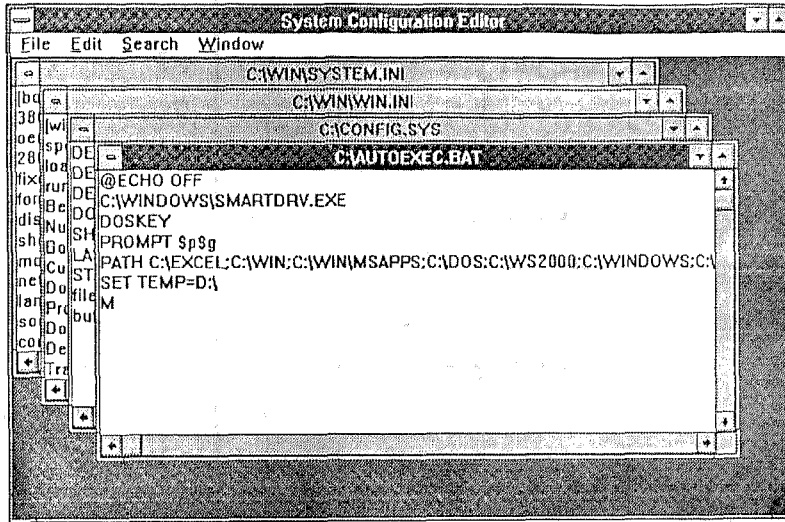 System Configuration Editor
File Edit Search Window
C:\WIN\SYSTEM.INI
C:\WIN\WIN.INI
C:\CONFIG.SYS
C:\AUTOEXEC.BAT
@ECHO OFF
C:\WINDOWS\SMARTDRV.EXE
DOSKEY
PROMPT $p$g
PATH C:\EXCEL;C:\WIN;C:\WIN\MSAPPS;C:\DOS;C:\WS2000;C:\WINDOWS;C:\
SET TEMP=D:\
M